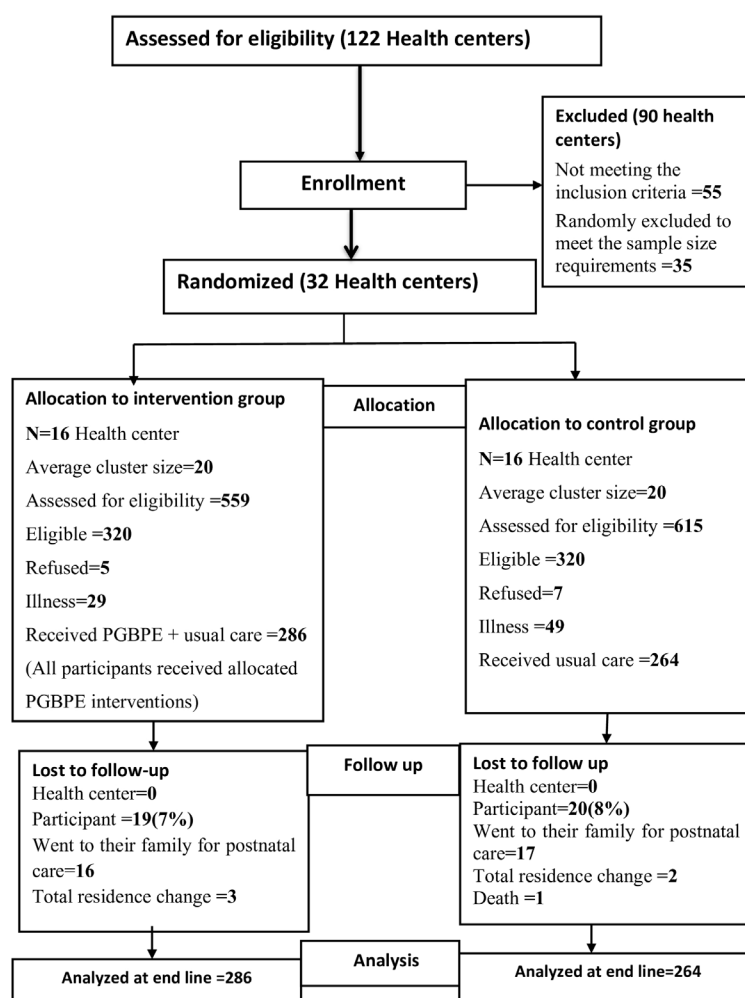 Assessed for eligibility (122 Health centers)
Excluded (90 health
centers)
Not meeting the
inclusion criteria =55
Randomly excluded to
meet the sample size
requirements =35
Enrollment
Randomized (32 Health centers)
Allocation to intervention group
N=16 Health center
Average cluster size=20
Assessed for eligibility =559
Eligible =320
Refused=5
Illness=29
Received PGBPE + usual care =286
(All participants received allocated
PGBPE interventions)
Allocation
Allocation to control group
N=16 Health center
Average cluster size=20
Assessed for eligibility =615
Eligible =320
Refused=7
Illness =49
Received usual care =264
Lost to follow-up
Health center=0
Participant =19(7%)
Went to their family for postnatal
care=16
Total residence change =3
Follow up
Lost to follow up
Health center=0
Participant=20(8%)
Went to their family for postnatal
care=17
Total residence change =2
Death =1
Analyzed at end line =286
Analysis
Analyzed at end line=264